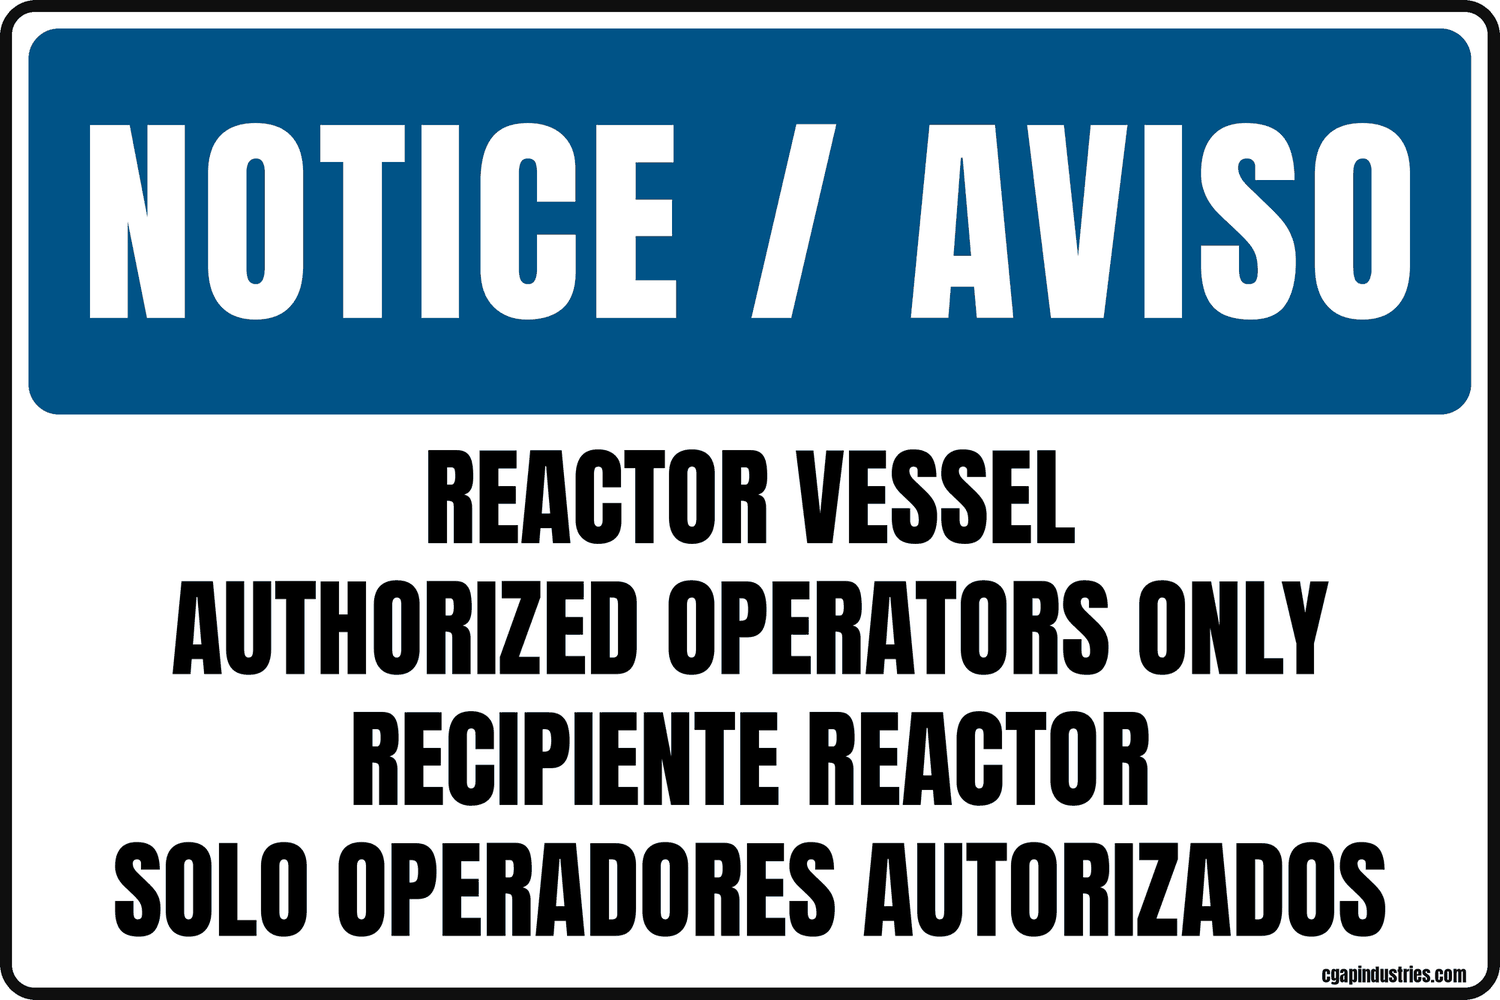 NOTICE / AVISO
REACTOR VESSEL
AUTHORIZED OPERATORS ONLY
RECIPIENTE REACTOR
SOLO OPERADORES AUTORIZADOS
cgapindustries.com